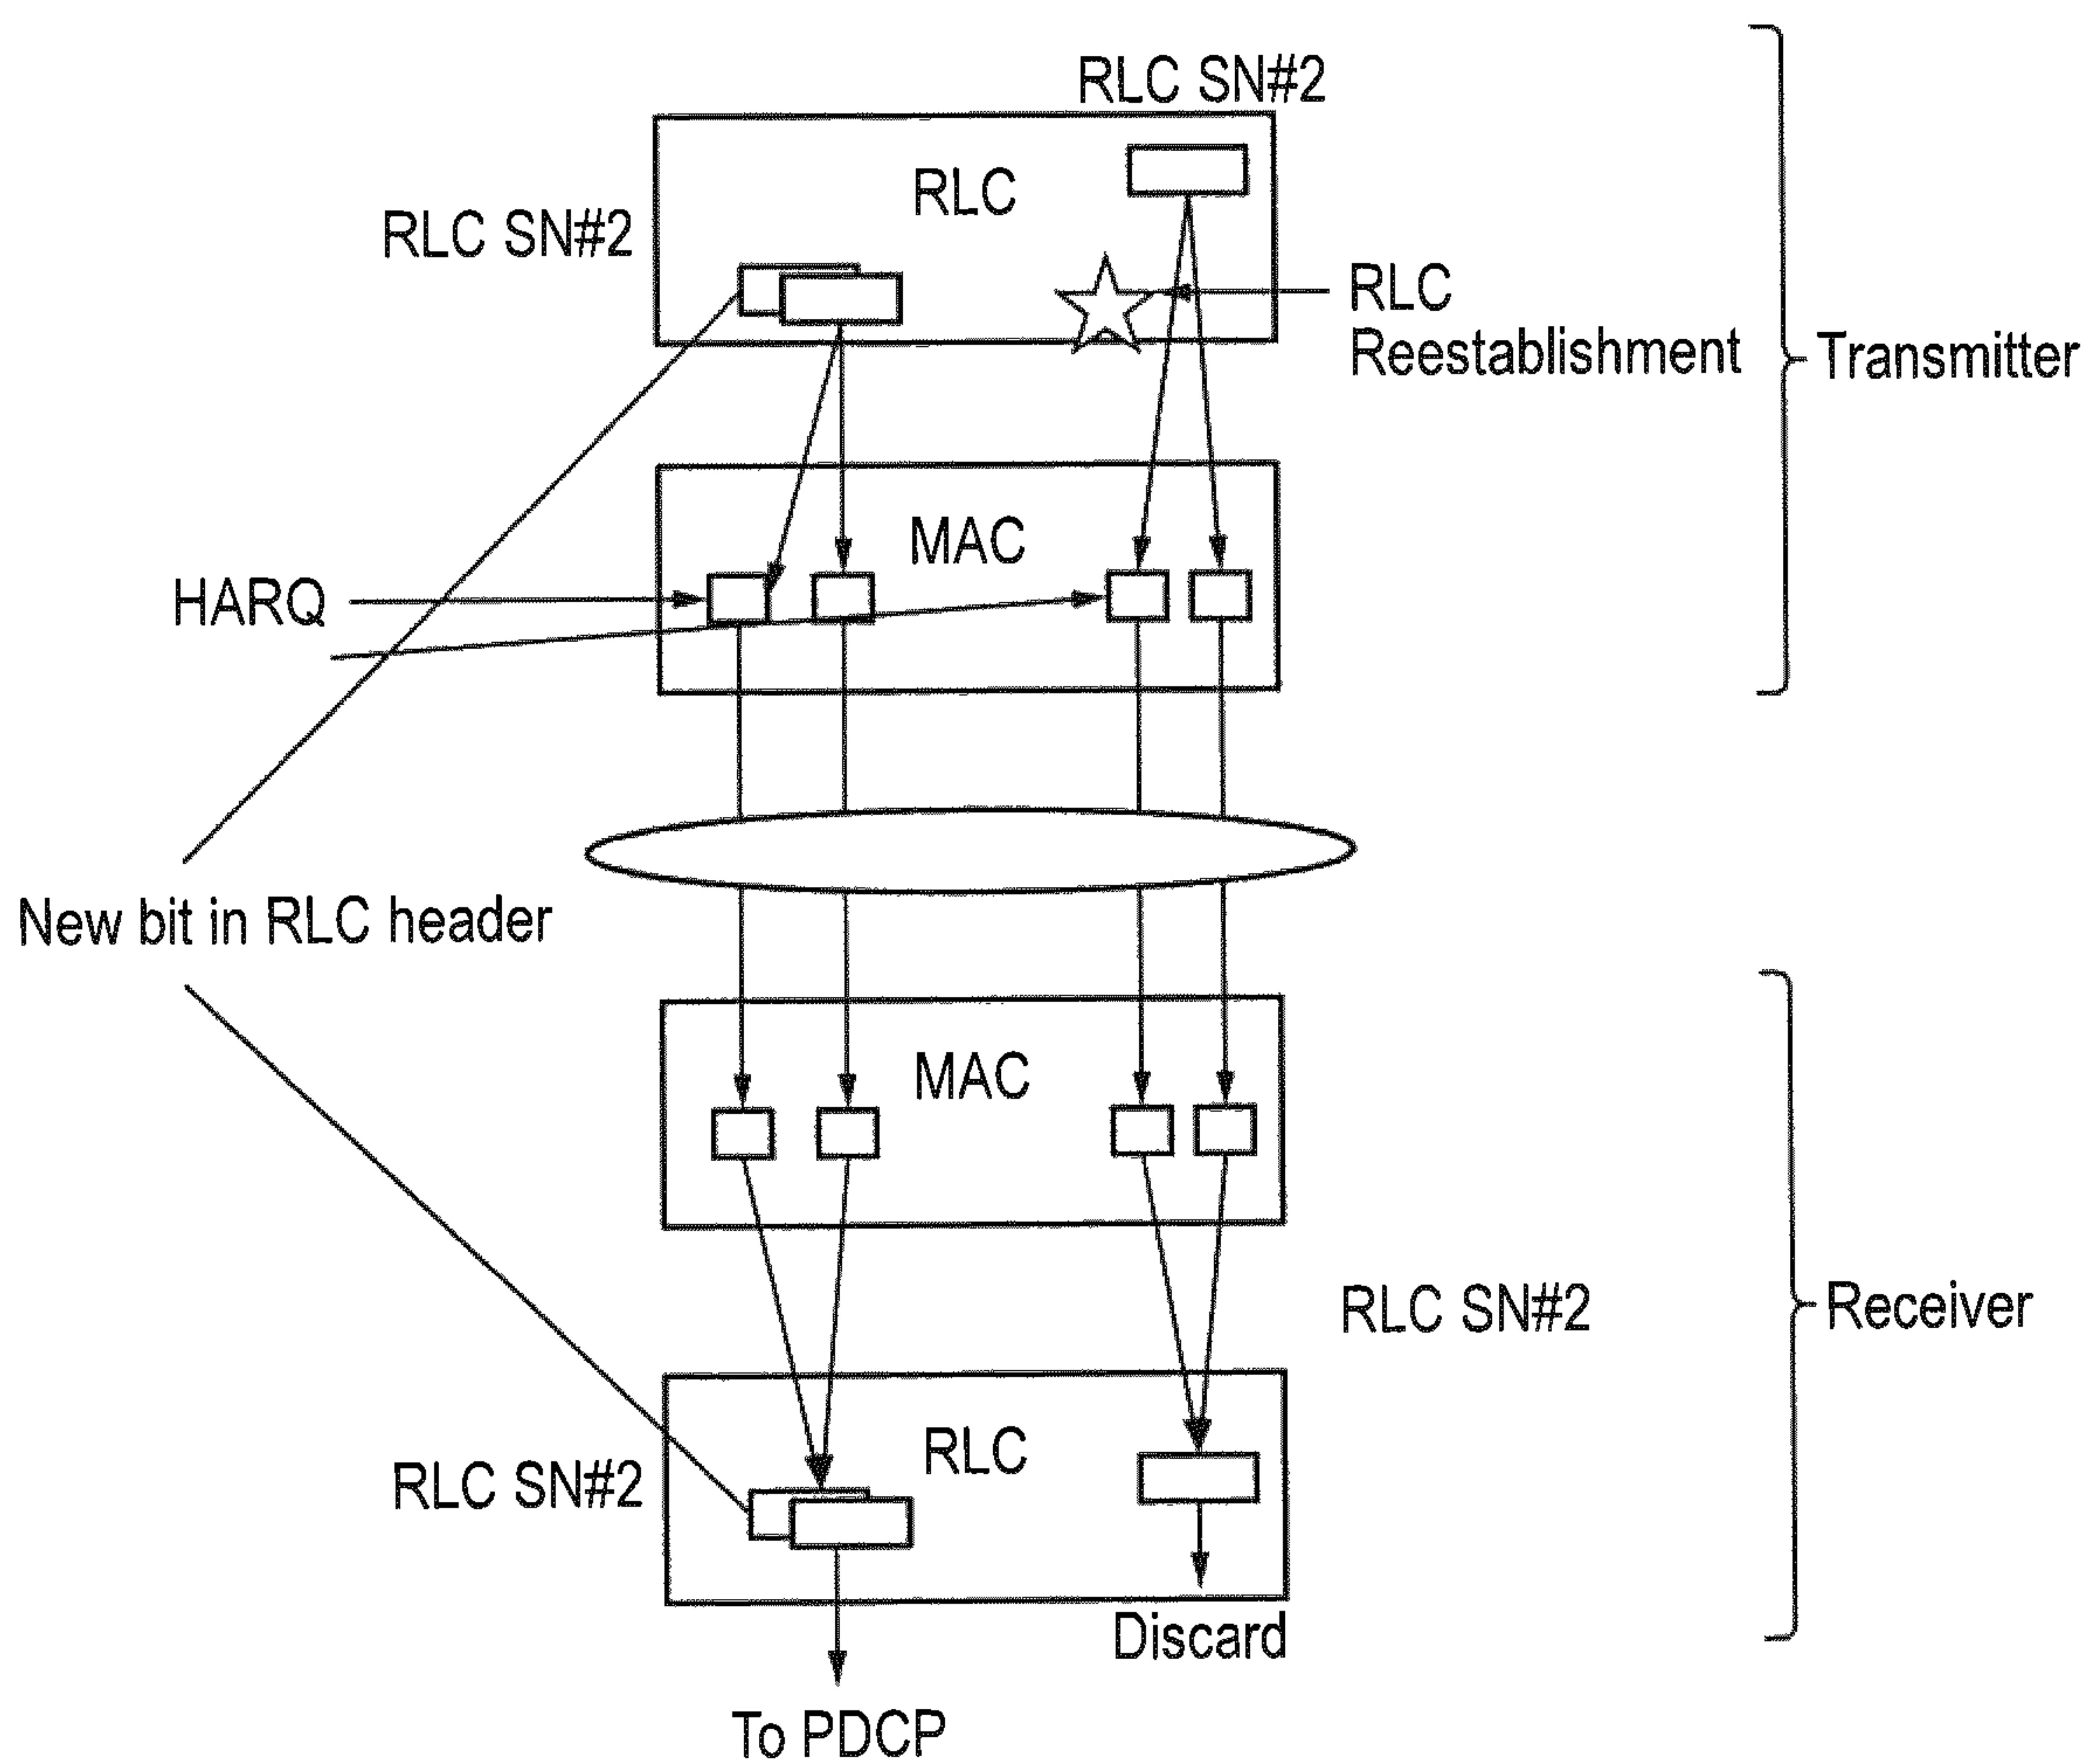 RLC SN#2
RLC
RLC SN#2
RLC
Reestablishment
Transmitter
MAC
HARQ
New bit in RLC header
MAC
RLC SN#2
Receiver
RLC
RLC SN#2
Discard
To PDCP